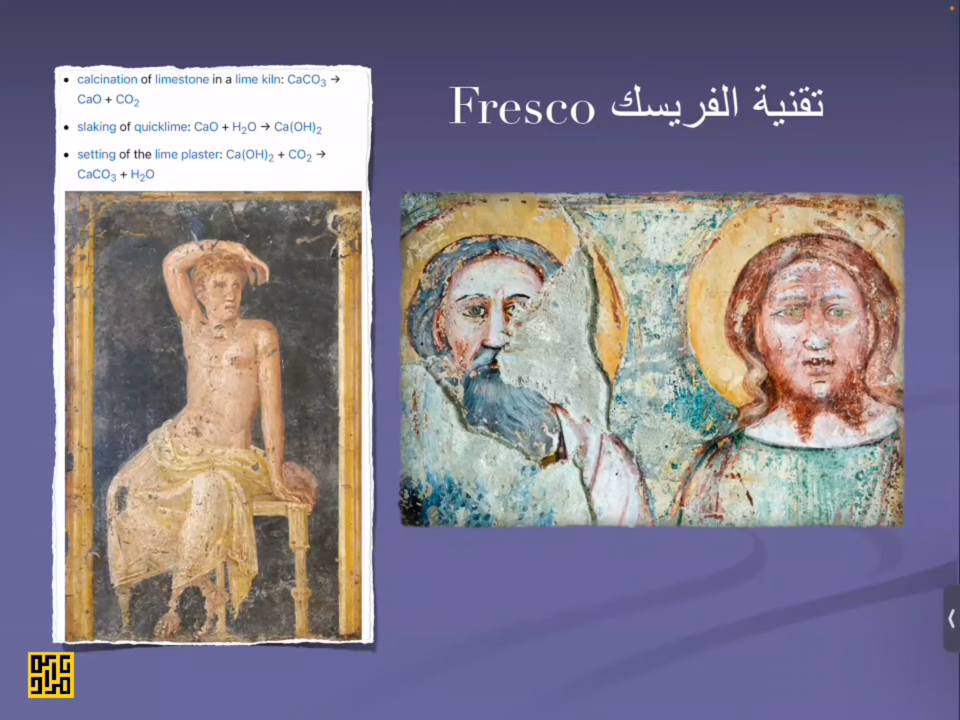 • calcination of limestone in a lime kiln: CaCO₃ →
CaO + CO₂
• slaking of quicklime: CaO + H₂O → Ca(OH)₂
• setting of the lime plaster: Ca(OH)₂ + CO₂ →
CaCO₃ + H₂O
تقنية الفريسك Fresco